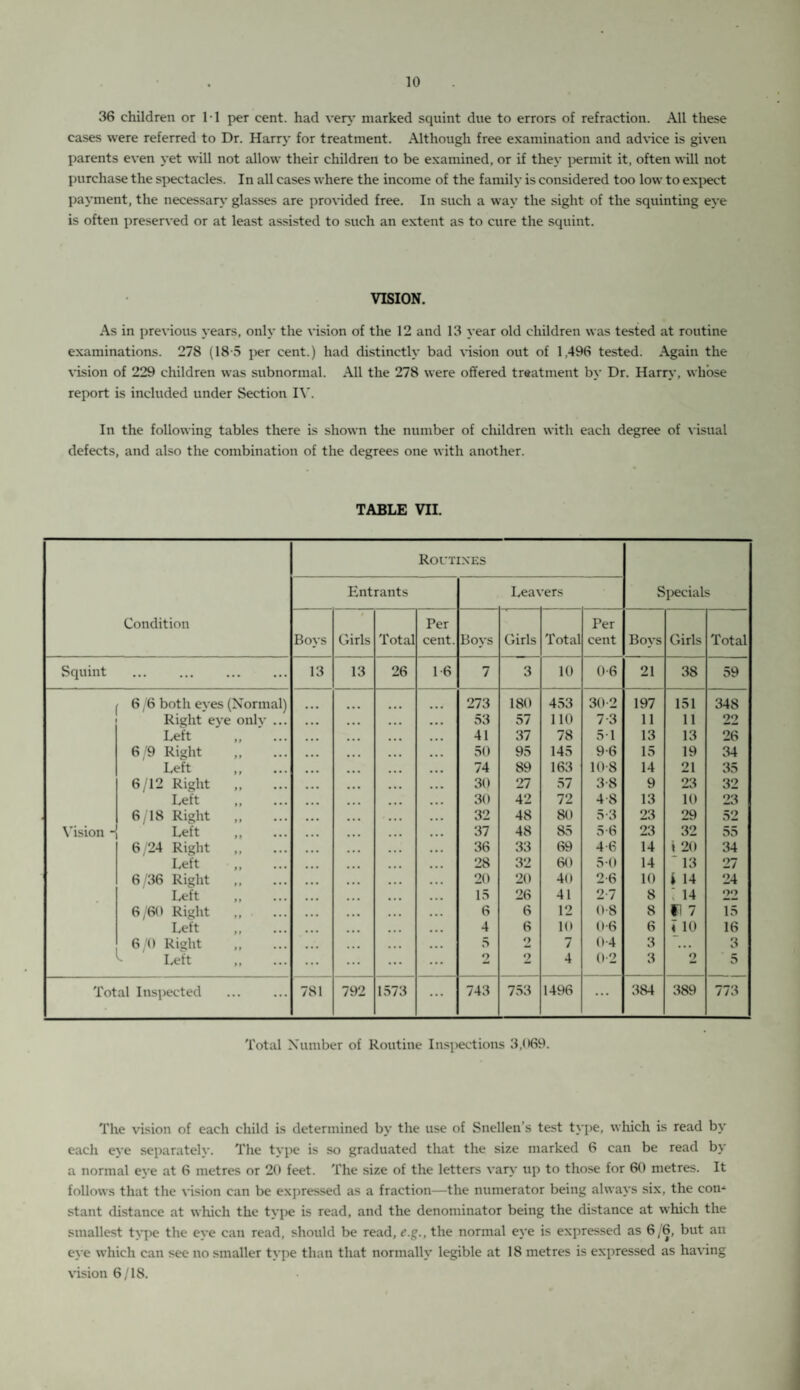 10
36 children or 1·1 per cent. had very marked squint due to errors of refraction. All these
cases were referred to Dr. Harry for treatment. Although free examination and advice is given
parents even yet will not allow their children to be examined, or if they permit it, often will not
purchase the spectacles. In all cases where the income of the family is considered too low to expect
payment, the necessary glasses are provided free. In such a way the sight of the squinting eye
is often preserved or at least assisted to such an extent as to cure the squint.
VISION.
As in previous years, only the vision of the 12 and 13 year old children was tested at routine
examinations. 278 (18·5 per cent.) had distinctly bad vision out of 1,496 tested. Again the
vision of 229 children was subnormal. All the 278 were offered treatment by Dr. Harry, whose
report is included under Section IV.
In the following tables there is shown the number of children with each degree of visual
defects, and also the combination of the degrees one with another.
TABLE VII.
Routines
Entrants Leavers Specials
Condition Boys Girls Total Per cent. Boys Girls Total Per cent Boys Girls Total
Squint ... ... ... ... 13 13 26 1·6 7 3 10 0·6 21 38 59
6/6 both eyes (Normal) ... ... ... ... 273 180 453 30·2 197 151 348
Right eye only ... ... ... ... ... 53 57 110 7·3 11 11 22
Left ,, ... ... ... ... ... 41 37 78 5·1 13 13 26
6/9 Right ,, ... ... ... ... ... 50 95 145 9·6 15 19 34
Left ,, ... ... ... ... ... 74 89 163 10·8 14 21 35
6/12 Right ,, ... ... ... ... ... 30 27 57 3·8 9 23 32
Left ,, ... ... ... ... ... 30 42 72 4·8 13 10 23
6/18 Right ,, ... ... ... ... ... 32 48 80 5·3 23 29 52
Vision Left ,, ... ... ... ... ... 37 48 85 5·6 23 32 55
6/24 Right ,, ... ... ... ... ... 36 33 69 4·6 14 20 34
Left ,, ... ... ... ... ... 28 32 60 5·0 14 13 27
6/36 Right ,, ... ... ... ... ... 20 20 40 2·6 10 14 24
Left ,, ... ... ... ... ... 15 26 41 2·7 8 14 22
6/60 Right ,, ... ... ... ... ... 6 6 12 0·8 8 7 15
Left ,, ... ... ... ... ... 4 6 10 0·6 6 10 16
6/0 Right ,, ... ... ... ... ... 5 2 7 0·4 3 ... 3
Left ,, ... ... ... ... ... 2 2 4 0·2 3 2 5
Total Inspected ... ... 781 792 1573 ... 743 753 1496 ... 384 389 773
Total Number of Routine Inspections 3,069.
The vision of each child is determined by the use of Snellen's test type, which is read by
each eye separately. The type is so graduated that the size marked 6 can be read by
a normal eye at 6 metres or 20 feet. The size of the letters vary up to those for 60 metres. It
follows that the vision can be expressed as a fraction—the numerator being always six, the con-
stant distance at which the type is read, and the denominator being the distance at which the
smallest type the eye can read, should be read, e.g., the normal eye is expressed as 6/6, but an
eye which can see no smaller type than that normally legible at 18 metres is expressed as having
vision 6/18.